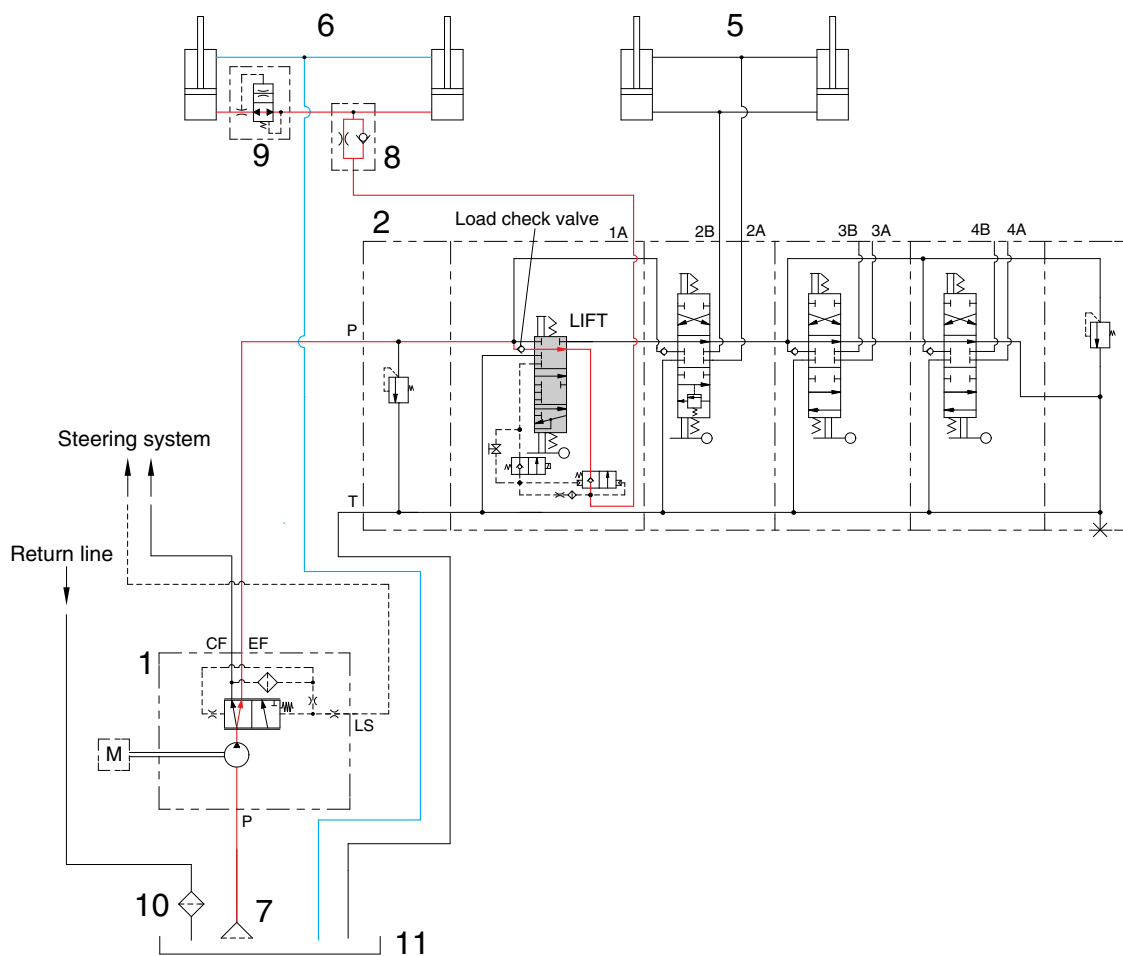 6
5
9
8
2
Load check valve
1A
2B
2A
3B
3A
4B
4A
LIFT
P
Steering system
T
Return line
CF
EF
1
LS
M
P
10
7
11